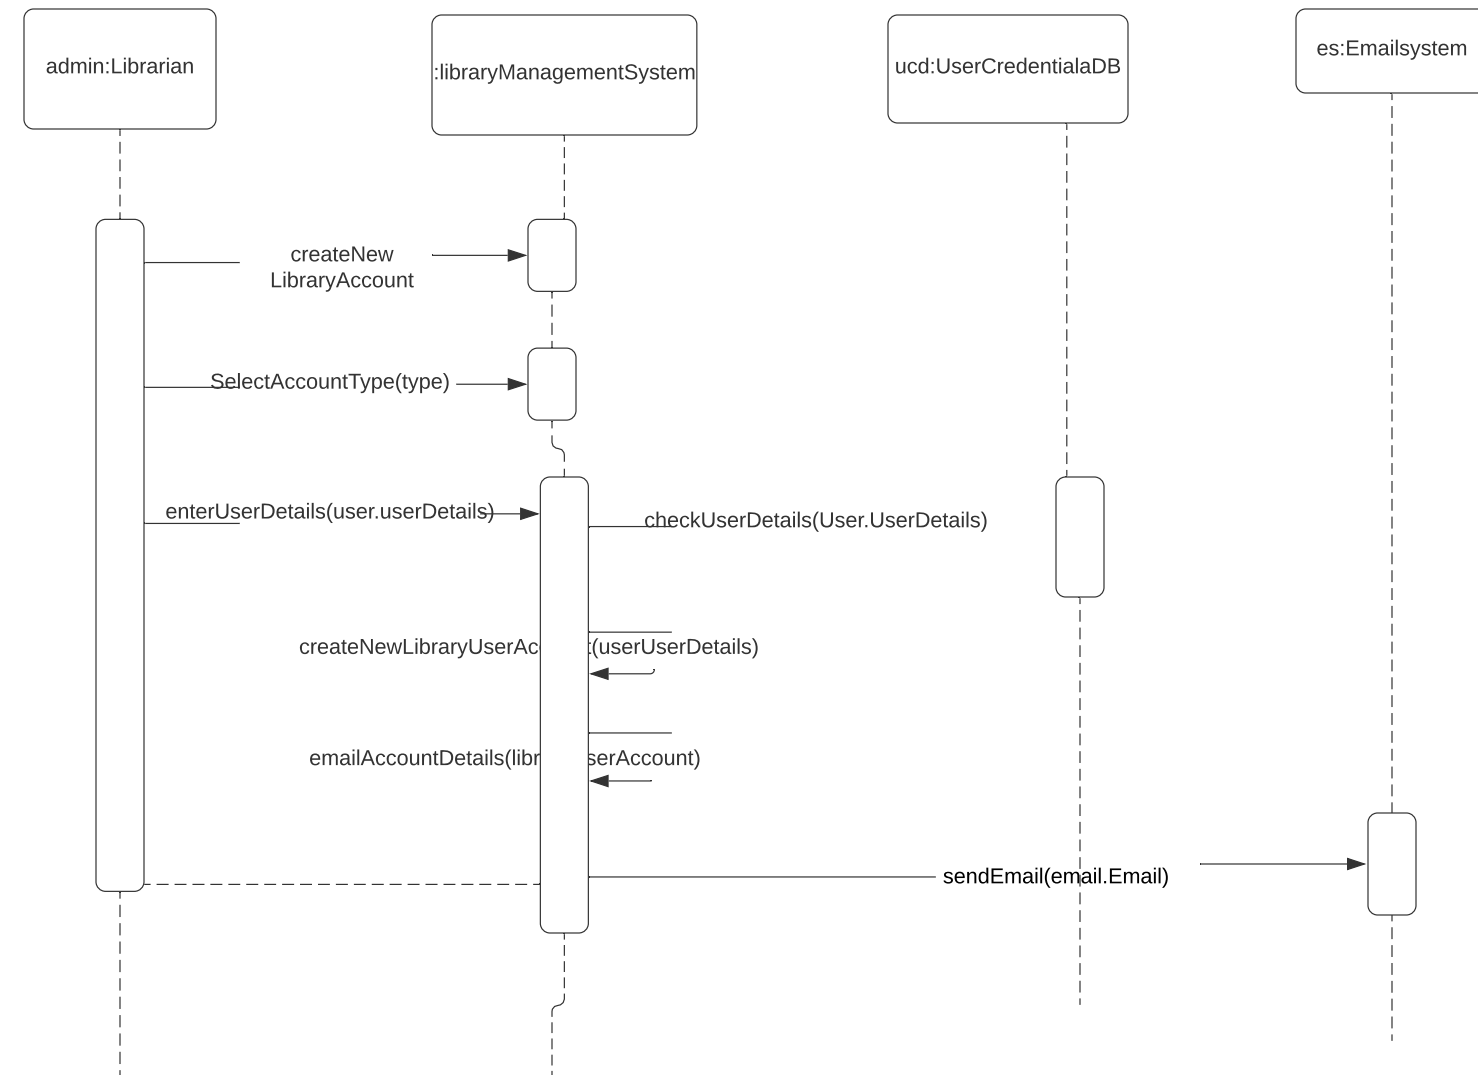 admin:Librarian
:libraryManagementSystem
ucd:UserCredentialaDB
es:Emailsystem
createNew
LibraryAccount
SelectAccountType(type)
enterUserDetails(user.userDetails)
checkUserDetails(User.UserDetails)
createNewLibraryUserAc t(userUserDetails)
emailAccountDetails(libr serAccount)
sendEmail(email.Email)